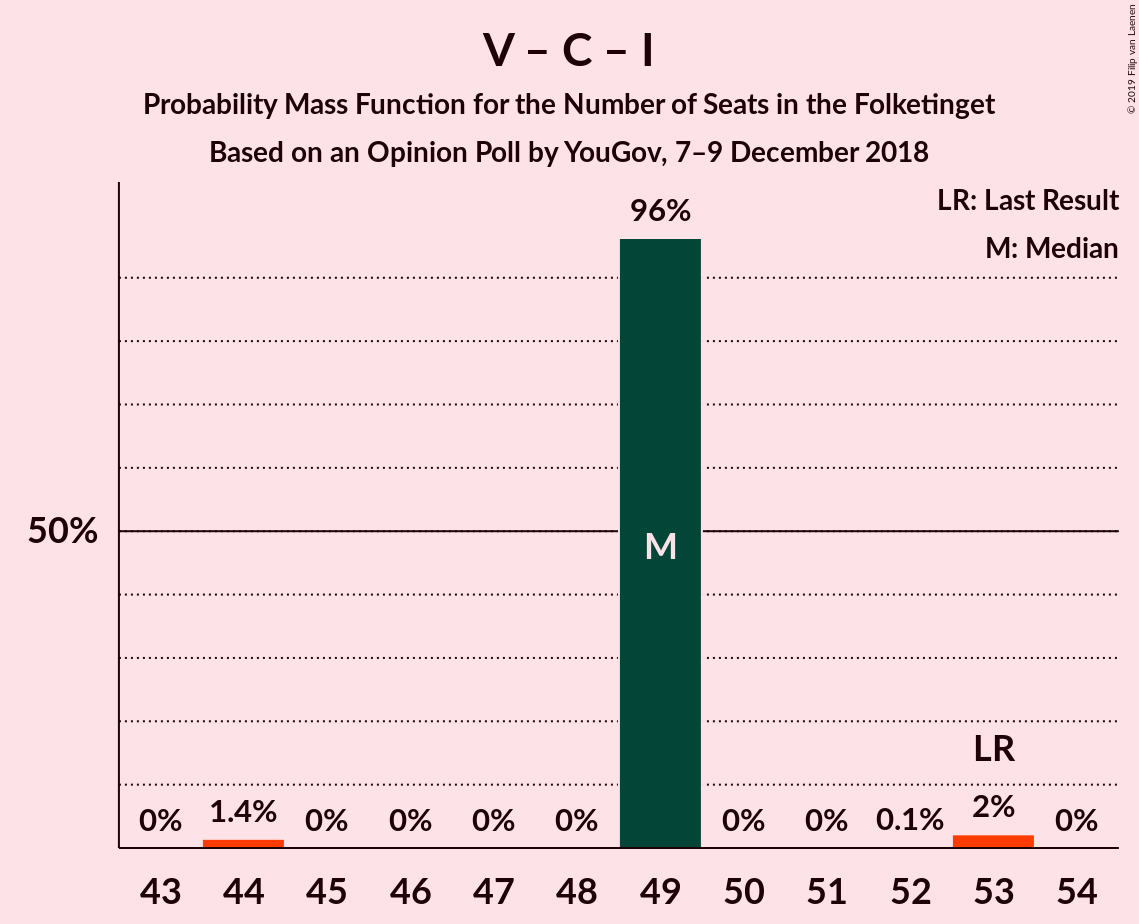 V – C – I
Probability Mass Function for the Number of Seats in the Folketinget
Based on an Opinion Poll by YouGov, 7–9 December 2018
© 2019 Filip van Laenen
LR: Last Result
M: Median
96%
50%
M
LR
0% 1.4% 0% 0% 0% 0% 0% 0% 0.1% 2% 0%
43 44 45 46 47 48 49 50 51 52 53 54